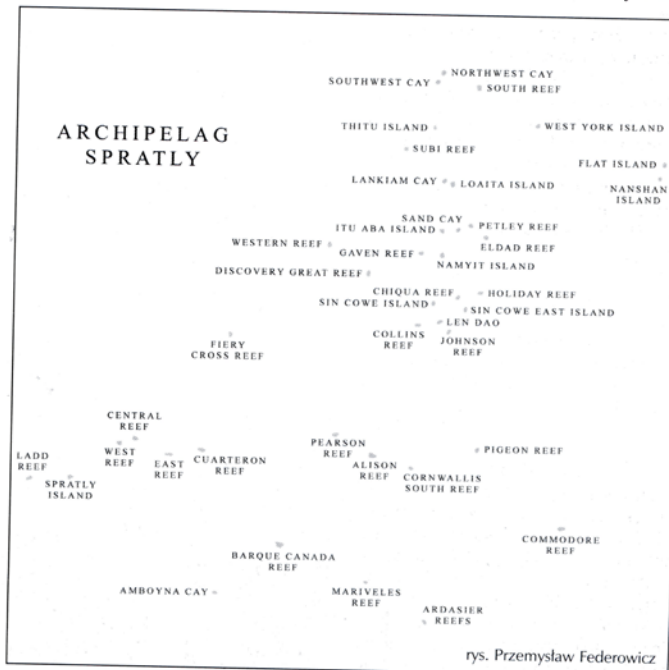 NORTHWEST CAY
SOUTHWEST CAY
SOUTH REEF
THITU ISLAND
WEST YORK ISLAND
ARCHIPELAG
SPRATLY
SUBI REEF
FLAT ISLAND
LANKIAM CAY
LOAITA ISLAND
NANSHAN
ISLAND
SAND CAY
ITU ABA ISLAND
PETLEY REEF
WESTERN REEF
ELDAD REEF
GAVEN REEF
NAMYIT ISLAND
DISCOVERY GREAT REEF
CHIQUA REEF
HOLIDAY REEF
SIN COWE ISLAND
SIN COWE EAST ISLAND
LEN DAO
COLLINS
REEF
JOHNSON
REEF
FIERY
CROSS REEF
CENTRAL
REEF
LADD
REEF
WEST
REEF
EAST
REEF
CUARTERON
REEF
PEARSON
REEF
PIGEON REEF
ALISON
REEF
CORNWALLIS
SOUTH REEF
SPRATLY
ISLAND
COMMODORE
REEF
BARQUE CANADA
REEF
AMBOYNA CAY
MARIVELES
REEF
ARDASIER
REEFS
rys. Przemysław Federowicz